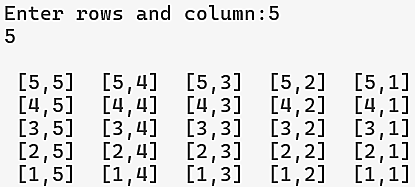 Enter rows and column:5
5
[5,5] [5,4] [5,3] [5,2] [5,1]
[4,5] [4,4] [4,3] [4,2] [4,1]
[3,5] [3,4] [3,3] [3,2] [3,1]
[2,5] [2,4] [2,3] [2,2] [2,1]
[1,5] [1,4] [1,3] [1,2] [1,1]